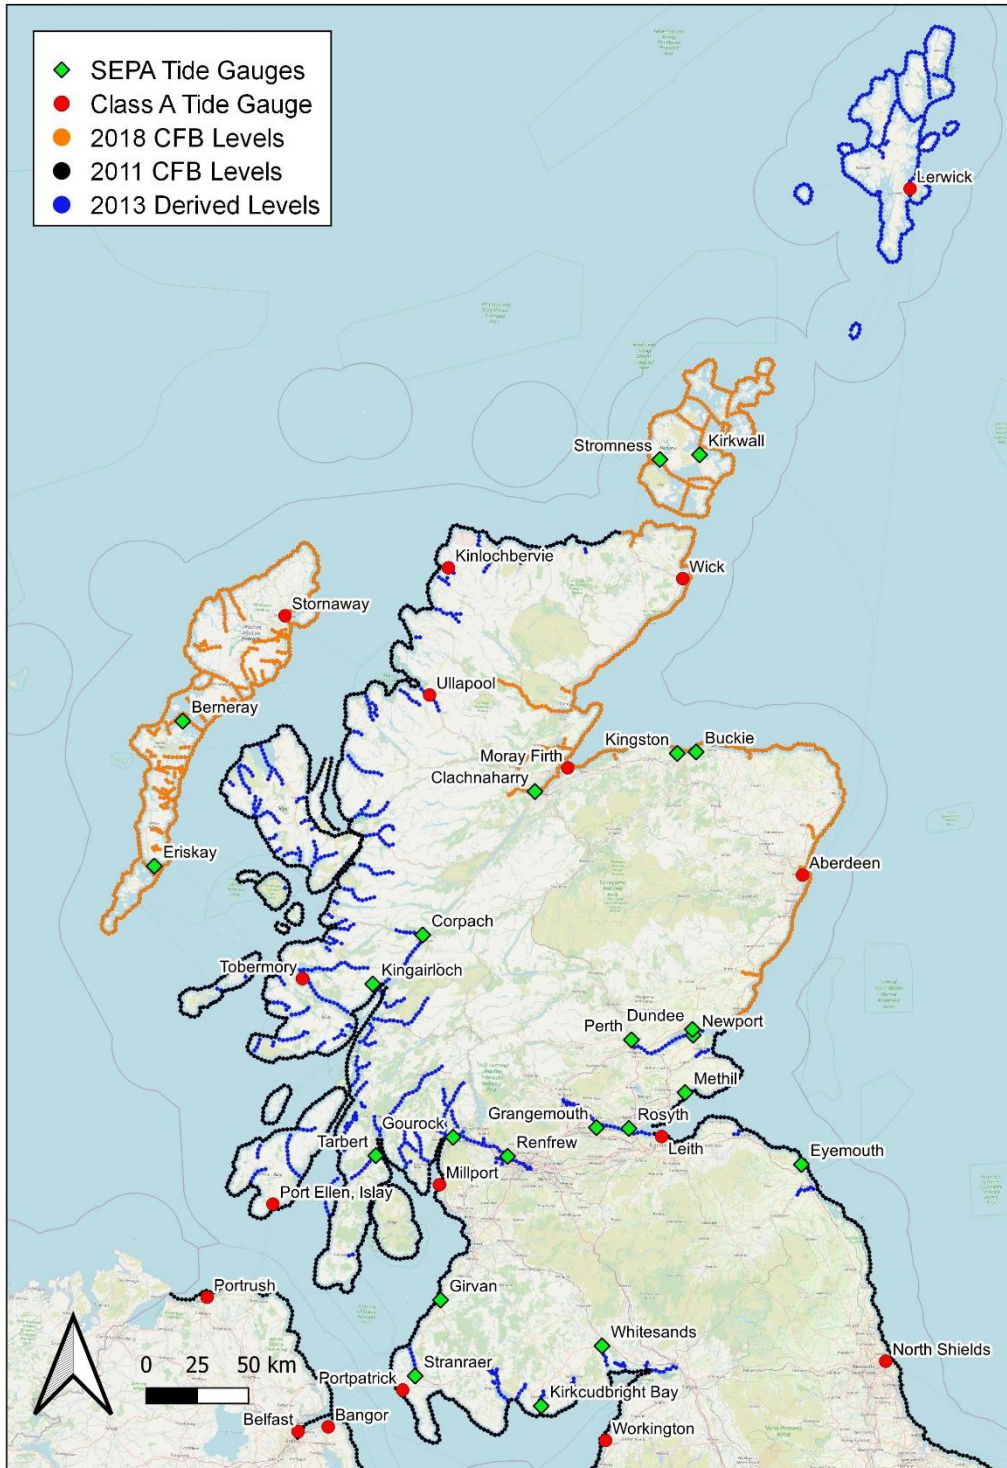 SEPA Tide Gauges
Class A Tide Gauge
2018 CFB Levels
2011 CFB Levels
2013 Derived Levels
Lerwick
Stromness
Kirkwall
Kinlochbervie
Wick
Stornaway
Ullapool
Berneray
Kingston
Buckie
Moray Firth
Clachnaharry
Eriskay
Aberdeen
Corpach
Tobermory
Kingairloch
Dundee
Newport
Perth
Methil
Grangemouth
Rosyth
Gourock
Tarbert
Renfrew
Leith
Eyemouth
Millport
Port Ellen, Islay
Portrush
Girvan
Whitesands
North Shields
0 25 50 km
Stranraer
Portpatrick
Kirkcudbright Bay
Belfast
Bangor
Workington